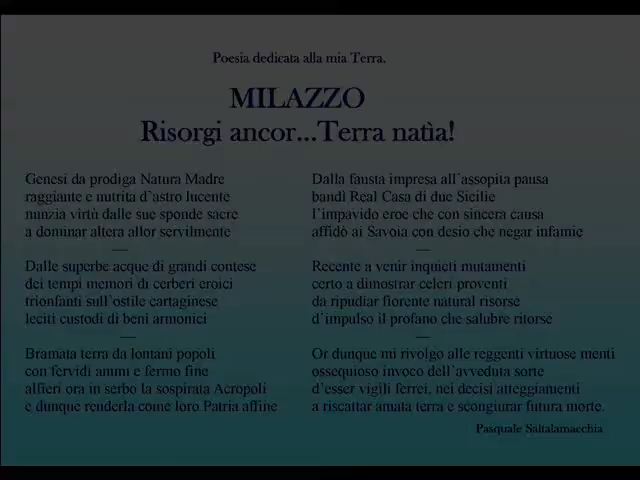 Poesia dedicata alla mia Terra.
MILAZZO
Risorgi ancor...Terra natìa!
Genesi da prodiga Natura Madre
raggiante e nutrita d`astro lucente
nunzia virtù dalle sue sponde sacre
a dominar altera allor servilmente
—
Dalle superbe acque di grandi contese
dei tempi memori di cerberi eroici
trionfanti sull`ostile cartaginese
leciti custodi di beni armonici
—
Bramata terra da lontani popoli
con fervidi animi e fermo fine
alfieri ora in serbo la sospirata Acropoli
e dunque renderla come loro Patria affine
Dalla fausta impresa all`assopita pausa
bandì Real Casa di due Sicilie
l`impavido eroe che con sincera causa
affidò ai Savoia con desio che negar infamie
—
Recente a venir inquieti mutamenti
certo a dimostrar celeri proventi
da ripudiar fiorente natural risorse
d`impulso il profano che salubre ritorse
—
Or dunque mi rivolgo alle reggenti virtuose menti
ossequioso invoco dell`avveduta sorte
d`esser vigili ferrei, nei decisi atteggiamenti
a riscattar amata terra e scongiurar futura morte.
Pasquale Saltalamacchia